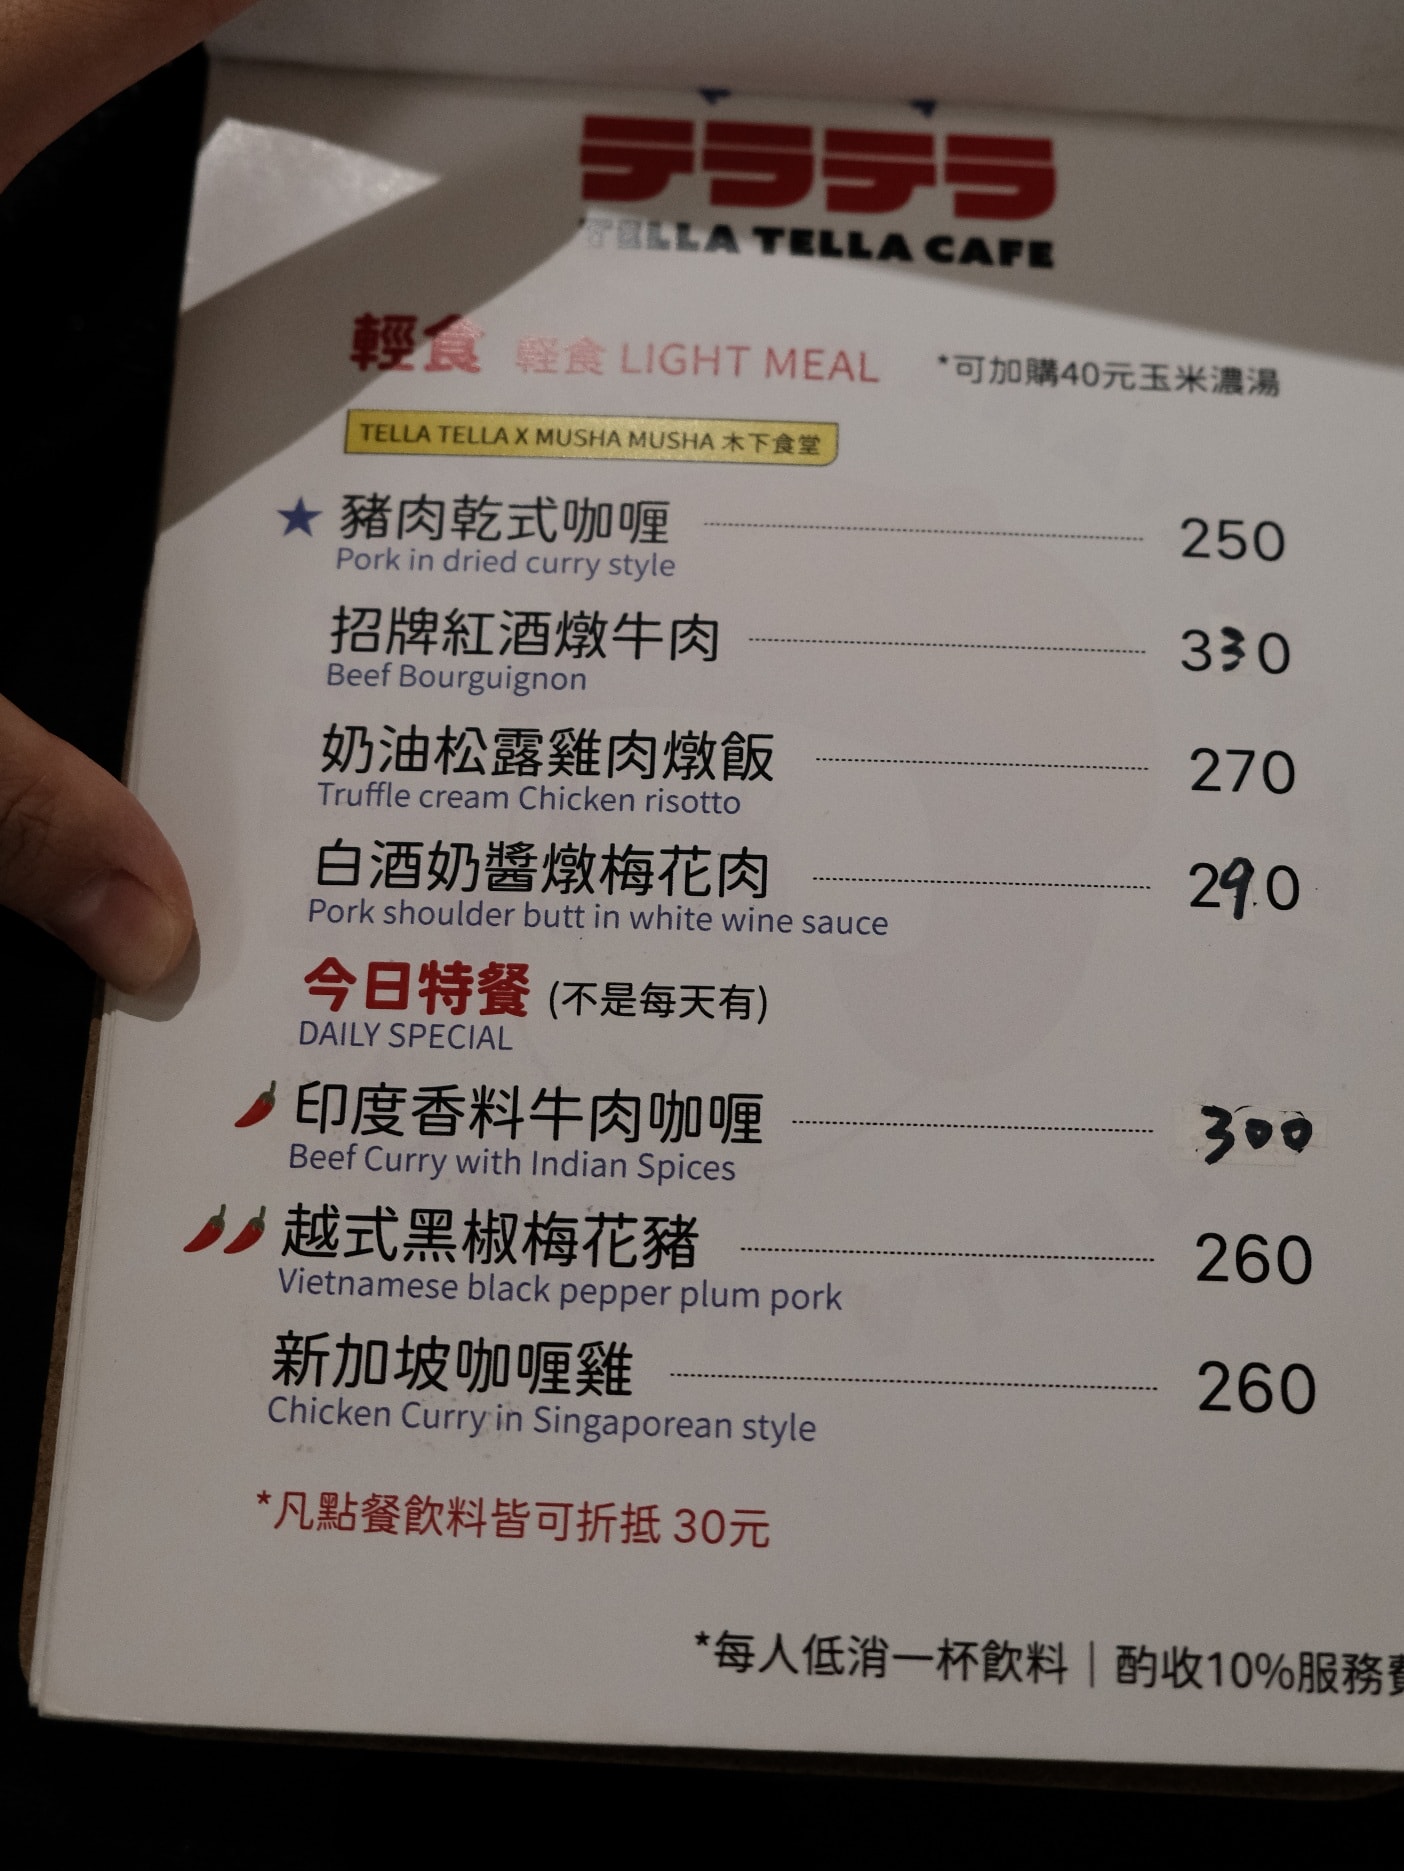 テラテラ
TELLA TELLA CAFE
輕食 軽食 LIGHT MEAL *可加購40元玉米濃湯
TELLA TELLA X MUSHA MUSHA 木下食堂
★ 豬肉乾式咖喱 250
Pork in dried curry style
招牌紅酒燉牛肉 330
Beef Bourguignon
奶油松露雞肉燉飯 270
Truffle cream Chicken risotto
白酒奶醬燉梅花肉 290
Pork shoulder butt in white wine sauce
今日特餐 (不是每天有)
DAILY SPECIAL
印度香料牛肉咖喱 300
Beef Curry with Indian Spices
越式黑椒梅花豬 260
Vietnamese black pepper plum pork
新加坡咖喱雞 260
Chicken Curry in Singaporean style
*凡點餐飲料皆可折抵 30元
*每人低消一杯飲料｜酌收10%服務費